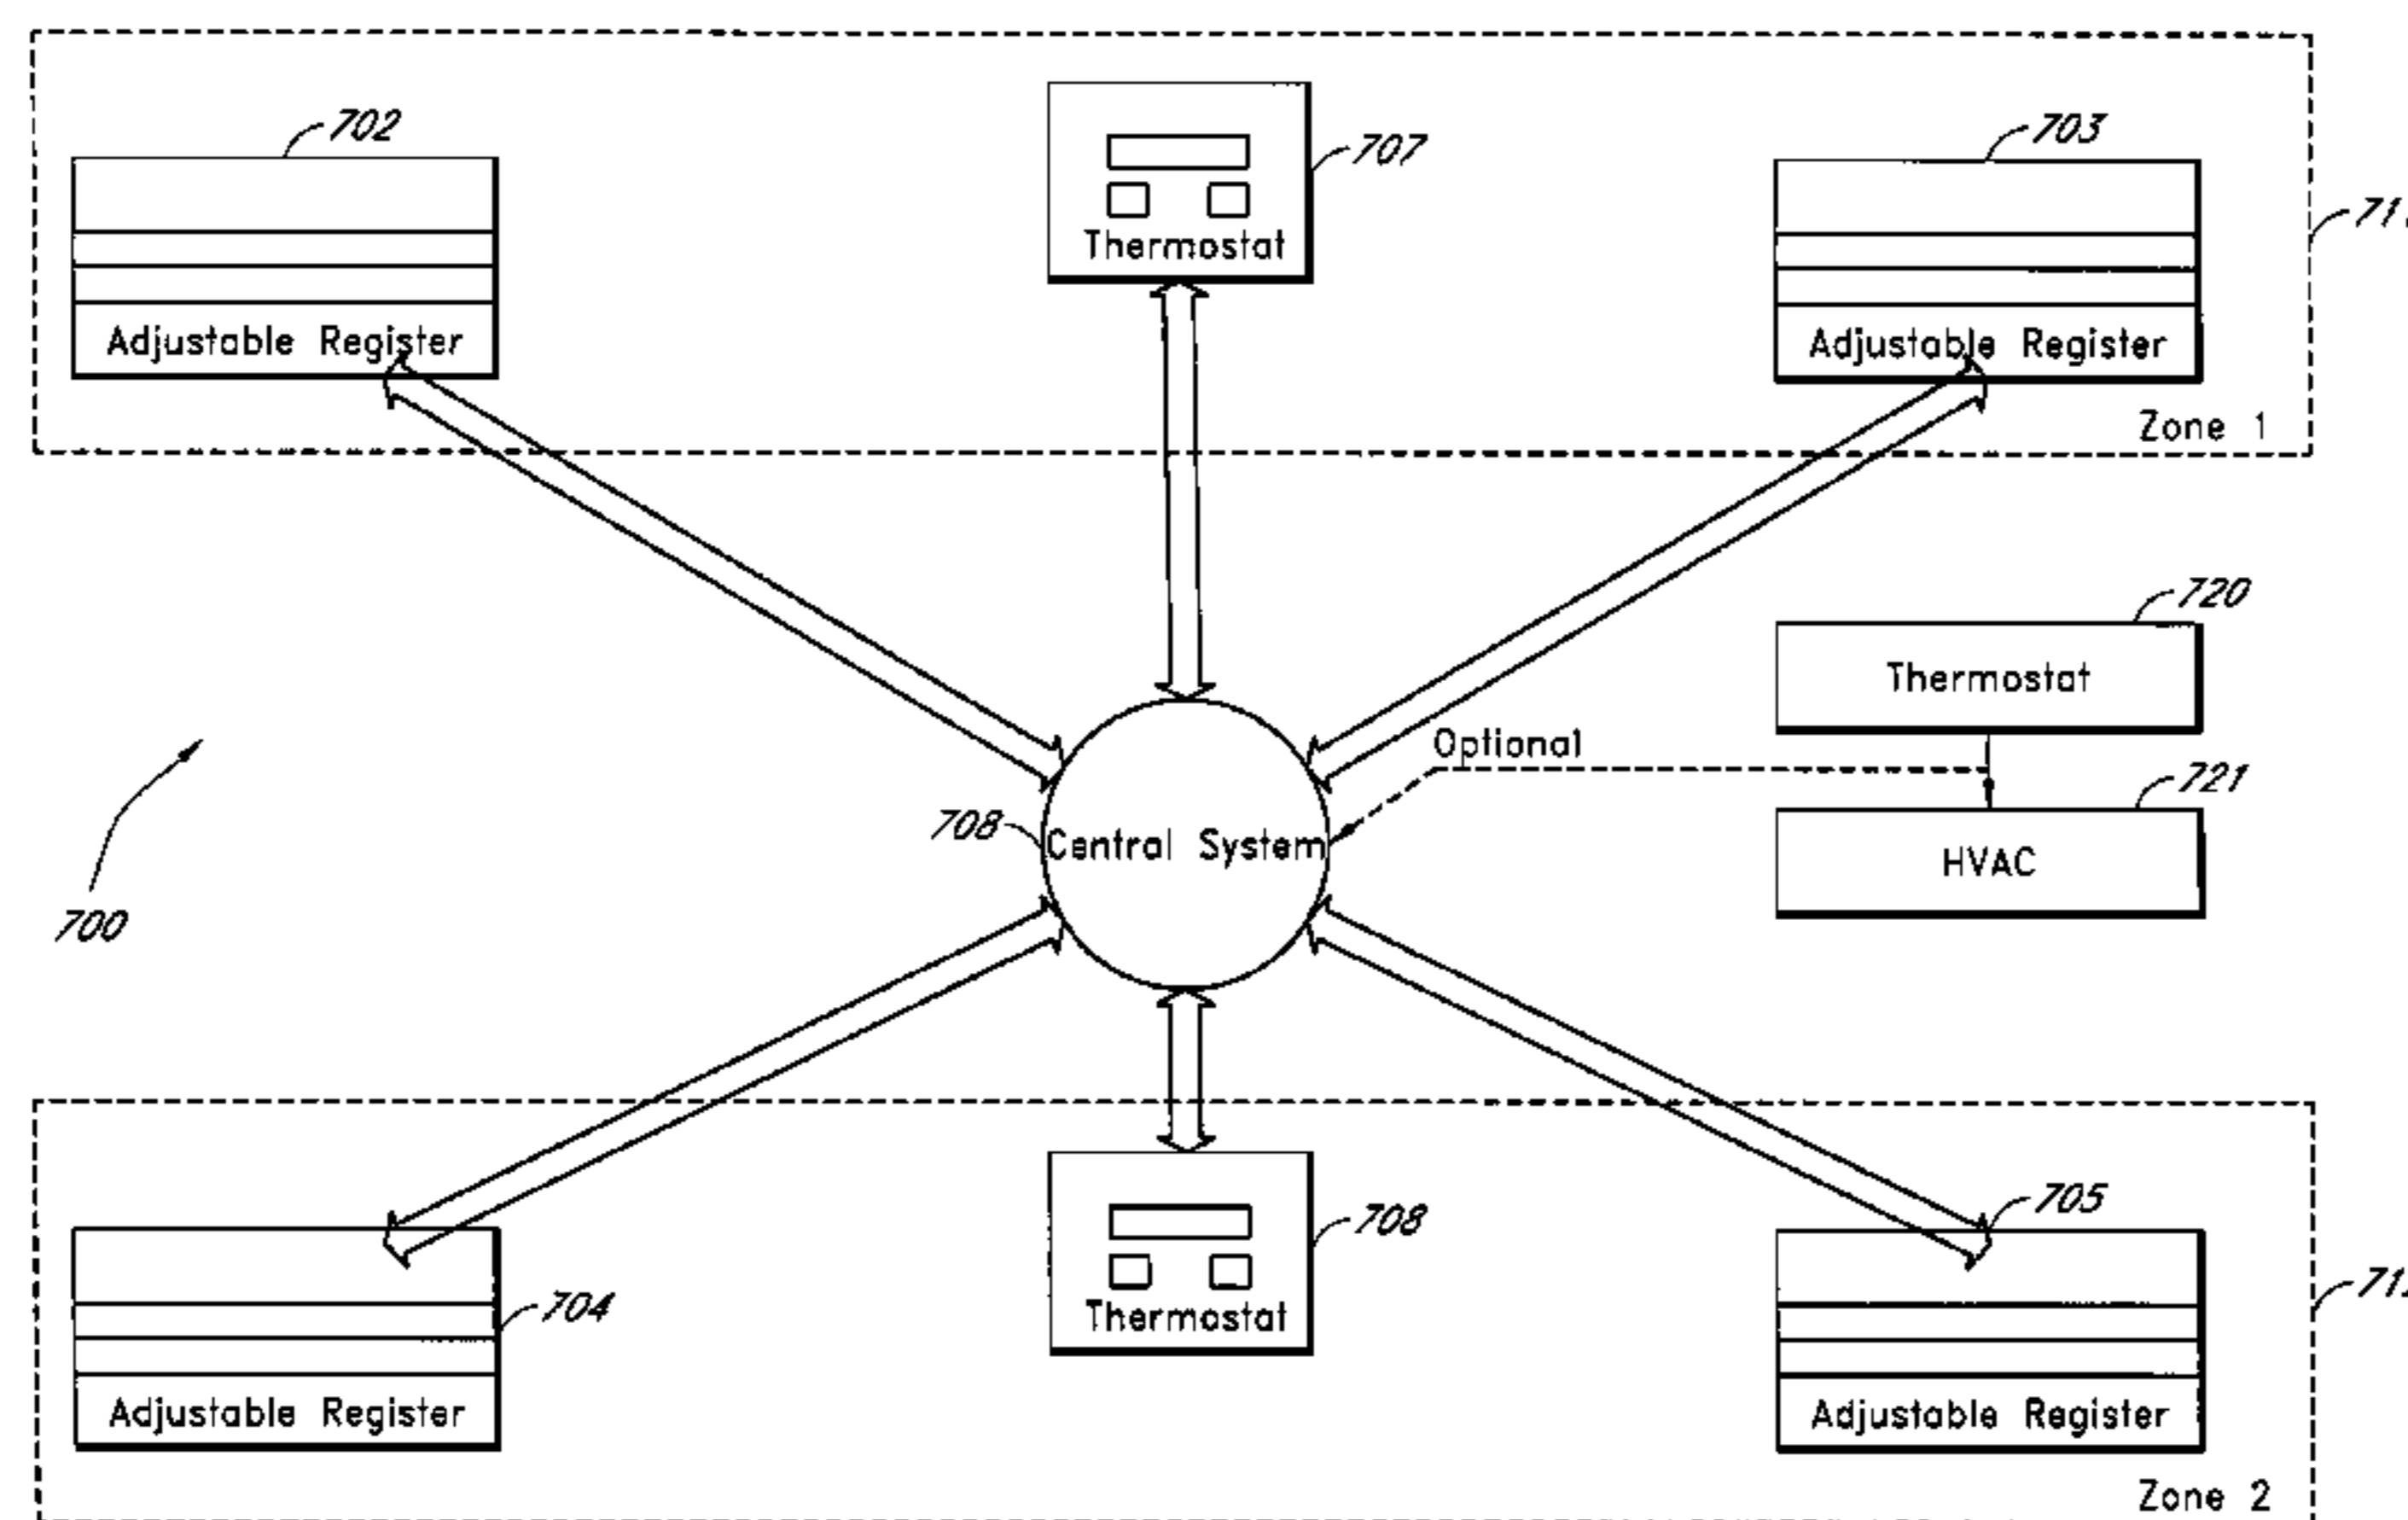 702
707
703
Thermostat
Adjustable Register
Adjustable Register
Zone 1
720
Thermostat
Optional
721
708
Central System
HVAC
700
705
708
704
Thermostat
Adjustable Register
Adjustable Register
Zone 2